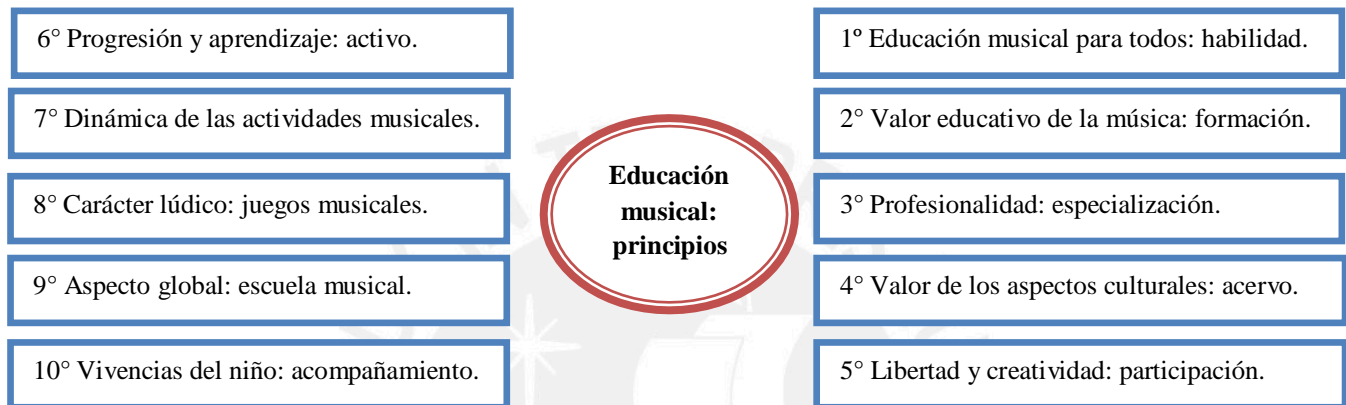 6° Progresión y aprendizaje: activo.
7° Dinámica de las actividades musicales.
8° Carácter lúdico: juegos musicales.
9° Aspecto global: escuela musical.
10° Vivencias del niño: acompañamiento.
Educación
musical:
principios
1º Educación musical para todos: habilidad.
2° Valor educativo de la música: formación.
3° Profesionalidad: especialización.
4° Valor de los aspectos culturales: acervo.
5° Libertad y creatividad: participación.